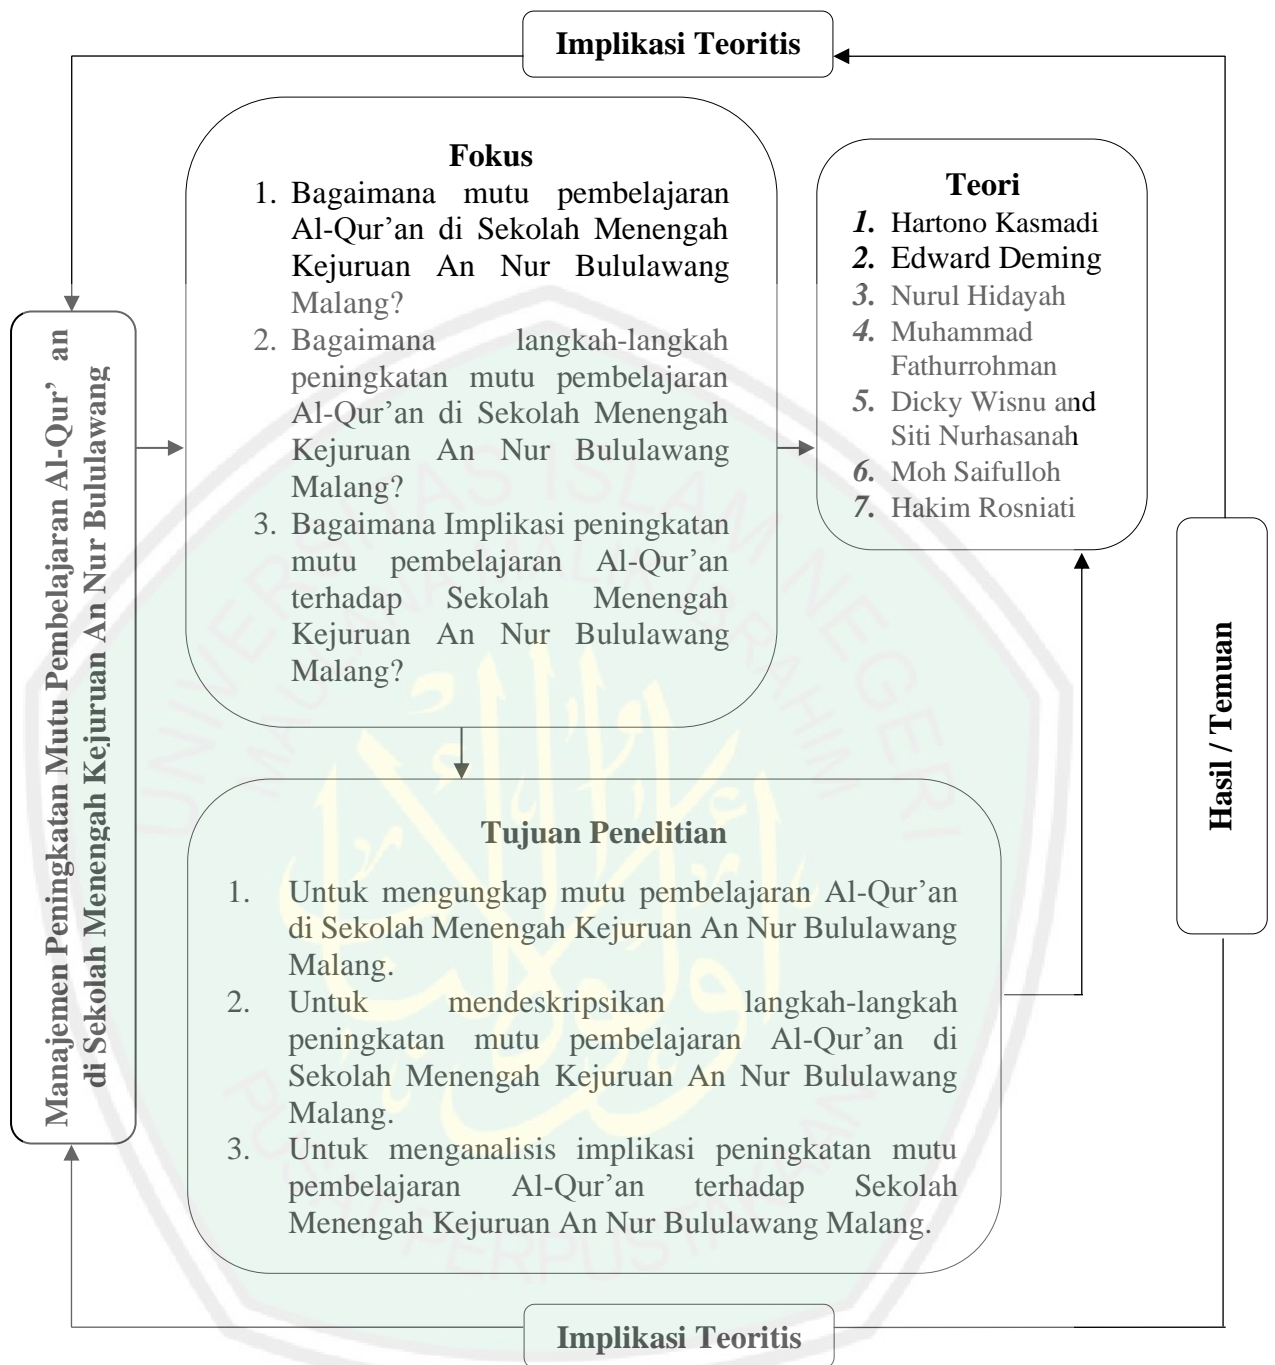 Implikasi Teoritis
Manajemen Peningkatan Mutu Pembelajaran Al-Qur’ an
di Sekolah Menengah Kejuruan An Nur Bululawang
Fokus
1. Bagaimana mutu pembelajaran
Al-Qur’an di Sekolah Menengah
Kejuruan An Nur Bululawang
Malang?
2. Bagaimana langkah-langkah
peningkatan mutu pembelajaran
Al-Qur’an di Sekolah Menengah
Kejuruan An Nur Bululawang
Malang?
3. Bagaimana Implikasi peningkatan
mutu pembelajaran Al-Qur’an
terhadap Sekolah Menengah
Kejuruan An Nur Bululawang
Malang?
Teori
1. Hartono Kasmadi
2. Edward Deming
3. Nurul Hidayah
4. Muhammad
Fathurrohman
5. Dicky Wisnu and
Siti Nurhasanah
6. Moh Saifulloh
7. Hakim Rosniati
Tujuan Penelitian
1. Untuk mengungkap mutu pembelajaran Al-Qur’an
di Sekolah Menengah Kejuruan An Nur Bululawang
Malang.
2. Untuk mendeskripsikan langkah-langkah
peningkatan mutu pembelajaran Al-Qur’an di
Sekolah Menengah Kejuruan An Nur Bululawang
Malang.
3. Untuk menganalisis implikasi peningkatan mutu
pembelajaran Al-Qur’an terhadap Sekolah
Menengah Kejuruan An Nur Bululawang Malang.
Hasil / Temuan
Implikasi Teoritis
UNIVERSITAS ISLAM NEGERI
MAULANA MALIK IBRAHIM